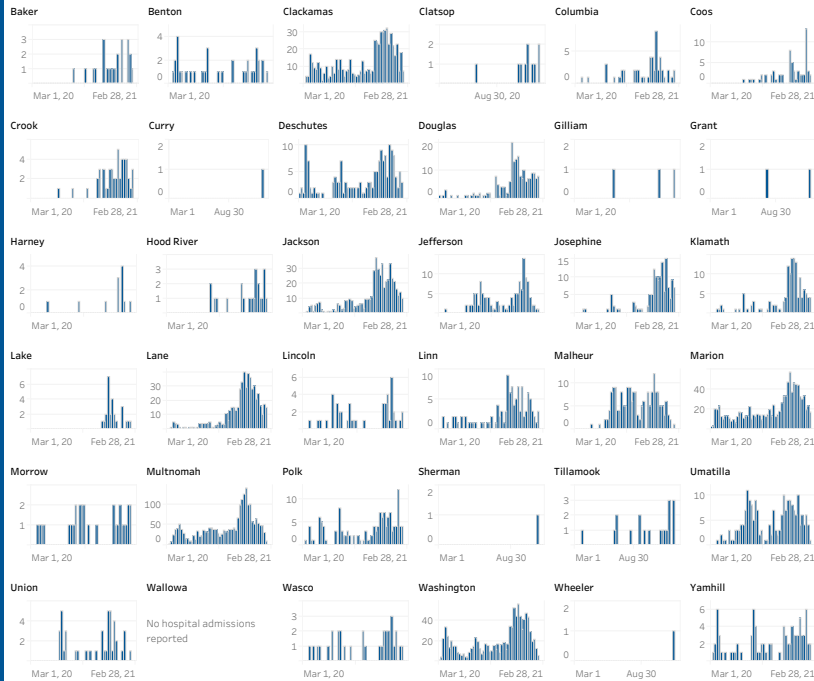 Baker Benton Clackamas Clatsop Columbia Coos
3 2 1 4 2 0 30 20 10 2 1 0 5 0 10 5 0
Mar 1, 20 Feb 28, 21 Mar 1, 20 Mar 1, 20 Feb 28, 21 Aug 30, 20 Mar 1, 20 Feb 28, 21 Mar 1, 20 Feb 28, 21
Crook Curry Deschutes Douglas Gilliam Grant
4 2 0 2 1 0 10 5 0 20 10 0 2 1 0 2 1 0
Mar 1, 20 Feb 28, 21 Mar 1 Aug 30 Mar 1, 20 Feb 28, 21 Mar 1, 20 Feb 28, 21 Mar 1, 20 Mar 1 Aug 30
Harney Hood River Jackson Jefferson Josephine Klamath
4 2 0 3 2 1 30 20 10 10 5 15 10 5 0 10 5
Mar 1, 20 Mar 1, 20 Mar 1, 20 Feb 28, 21 Mar 1, 20 Mar 1, 20 Feb 28, 21 Mar 1, 20 Feb 28, 21
Lake Lane Lincoln Linn Malheur Marion
6 4 2 30 20 10 6 4 2 10 5 0 10 5 0 40 20
Mar 1, 20 Feb 28, 21 Mar 1, 20 Feb 28, 21 Mar 1, 20 Mar 1, 20 Feb 28, 21 Mar 1, 20 Feb 28, 21 Mar 1, 20 Feb 28, 21
Morrow Multnomah Polk Sherman Tillamook Umatilla
2 1 100 50 0 10 5 0 2 1 0 3 2 1 0 10 5 0
Mar 1, 20 Mar 1, 20 Feb 28, 21 Mar 1, 20 Feb 28, 21 Mar 1 Aug 30 Mar 1 Aug 30 Mar 1, 20 Feb 28, 21
Union Wallowa Wasco Washington Wheeler Yamhill
4 2 No hospital admissions 3 2 1 0 40 20 2 1 0 6 4 2
reported
Mar 1, 20 Feb 28, 21 Mar 1, 20 Feb 28, 21 Mar 1, 20 Feb 28, 21 Mar 1 Aug 30 Mar 1, 20 Feb 28, 21